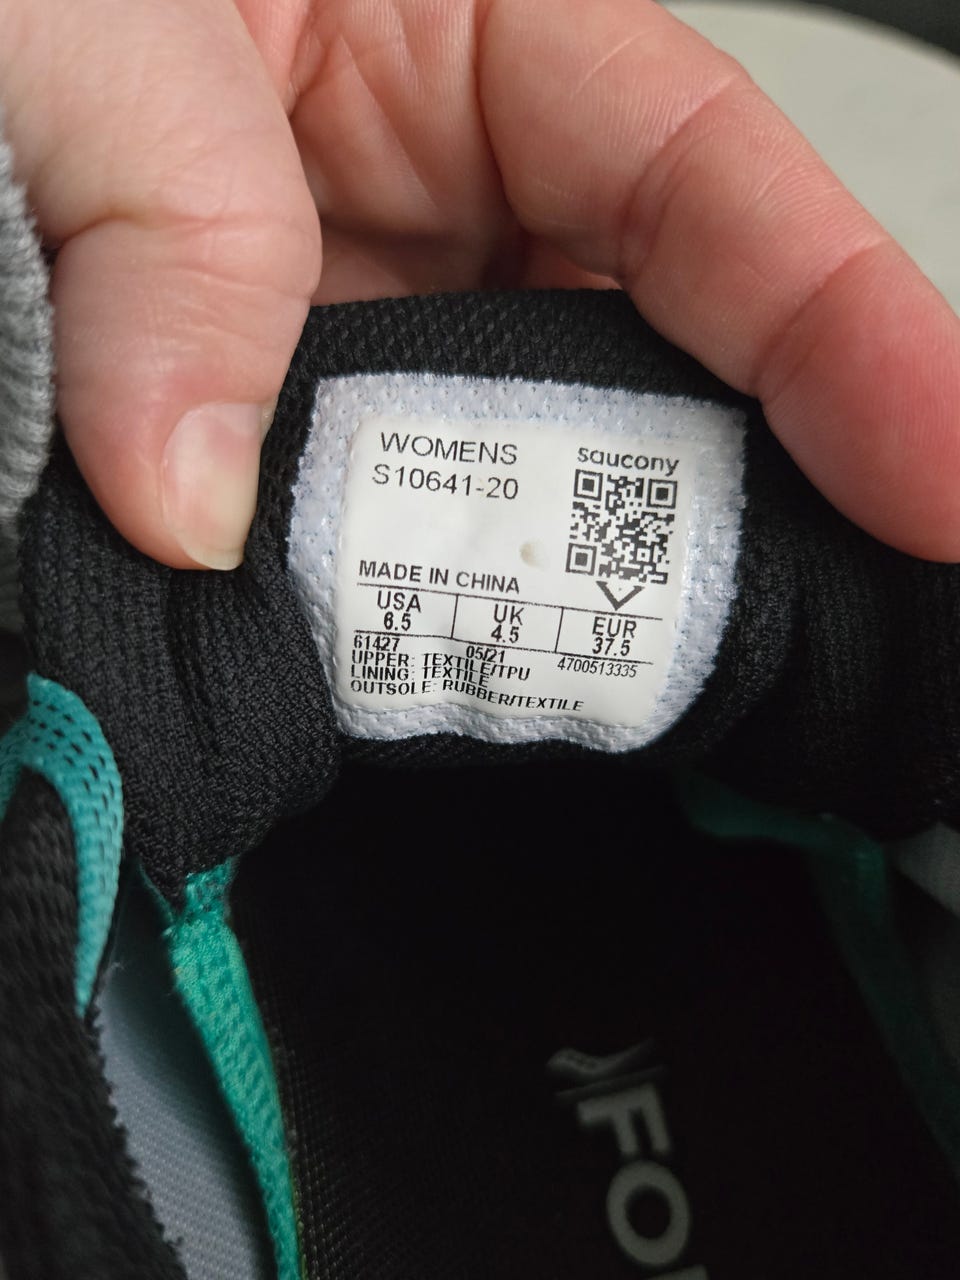 WOMENS
S10641-20
saucony
MADE IN CHINA
USA
6.5
UK
4.5
EUR
37.5
61427
05/21
4700513335
UPPER: TEXTILE/TPU
LINING: TEXTILE
OUTSOLE: RUBBER/TEXTILE
FO